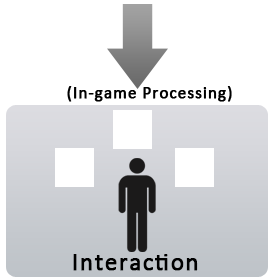 (In-game Processing)
Interaction